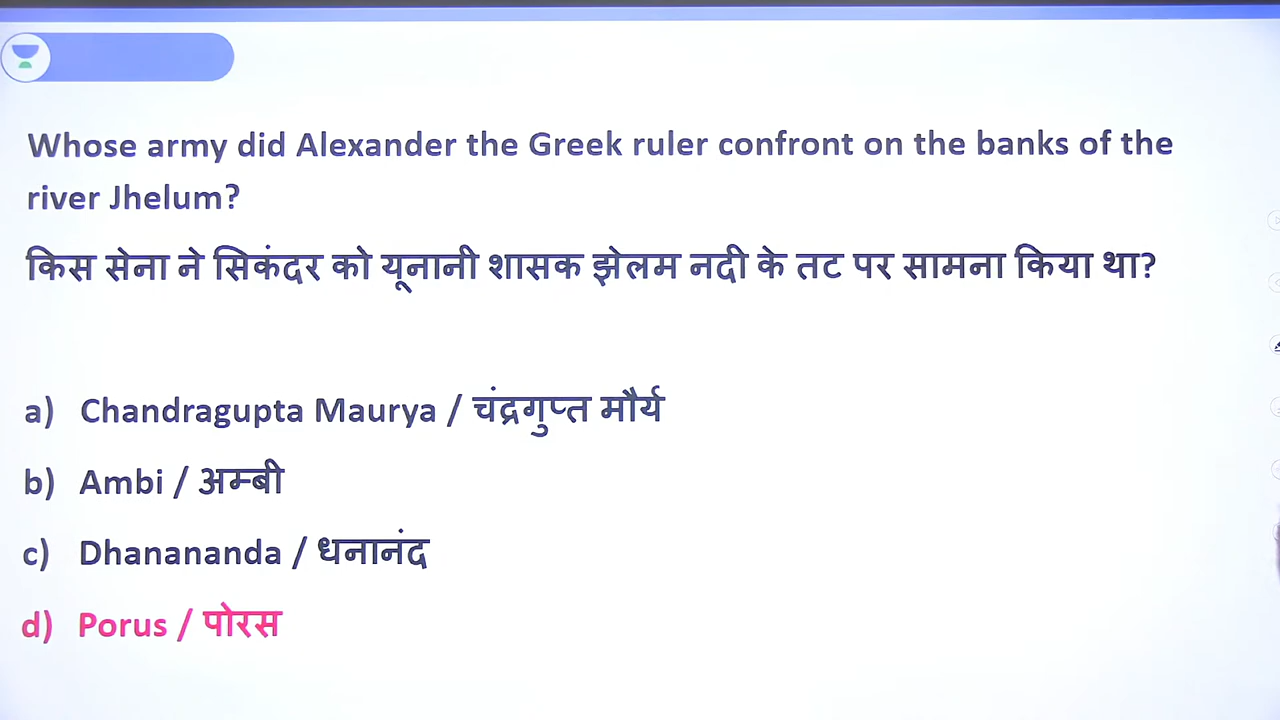 Whose army did Alexander the Greek ruler confront on the banks of the
river Jhelum?
किस सेना ने सिकंदर को यूनानी शासक झेलम नदी के तट पर सामना किया था?
a) Chandragupta Maurya / चंद्रगुप्त मौर्य
b) Ambi / अम्बी
c) Dhanananda / धनानंद
d) Porus / पोरस